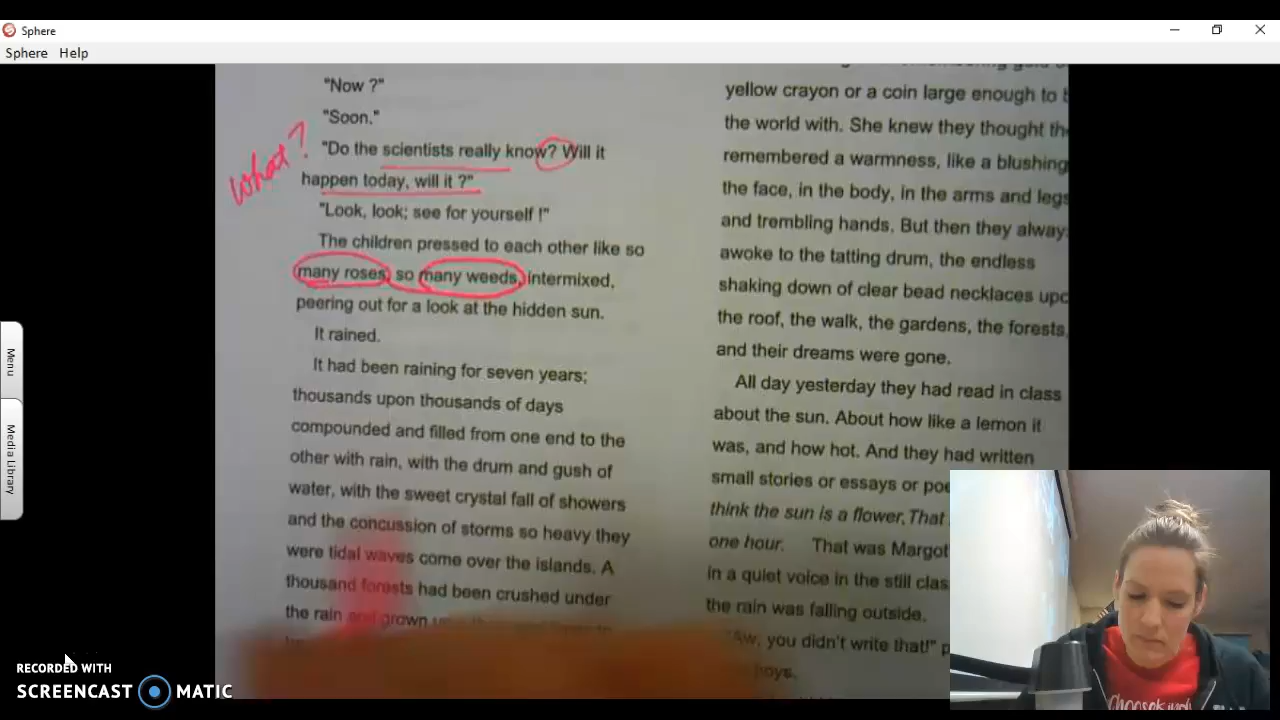 Sphere
Sphere Help
"Now ?"
"Soon."
"Do the scientists really know? Will it
happen today, will it ?"
what?
"Look, look; see for yourself !"
The children pressed to each other like so
many roses, so many weeds, intermixed,
peering out for a look at the hidden sun.
It rained.
It had been raining for seven years;
thousands upon thousands of days
compounded and filled from one end to the
other with rain, with the drum and gush of
water, with the sweet crystal fall of showers
and the concussion of storms so heavy they
were tidal waves come over the islands. A
thousand forests had been crushed under
the rain and grown
yellow crayon or a coin large enough to
the world with. She knew they thought
remembered a warmness, like a blushing
the face, in the body, in the arms and legs
and trembling hands. But then they
awoke to the tatting drum, the endless
shaking down of clear bead necklaces
the roof, the walk, the gardens, the forests,
and their dreams were gone.
All day yesterday they had read in class
about the sun. About how like a lemon it
was, and how hot. And they had written
small stories or essays or
think the sun is a flower, That
one hour. That was Margot
in a quiet voice in the still
the rain was falling outside.
"Aw, you didn't write that!"
boys.
Menu
Media Library
RECORDED WITH
SCREENCAST MATIC